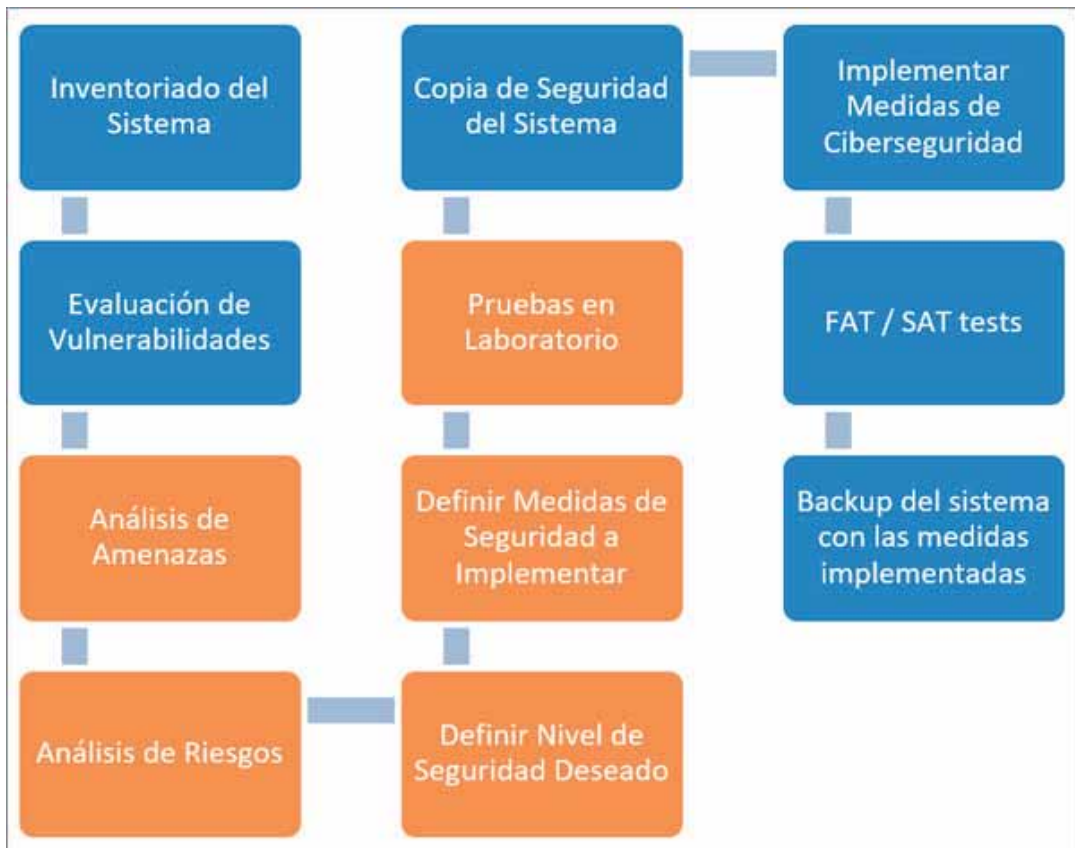 Inventoriado del
Sistema
Evaluación de
Vulnerabilidades
Análisis de
Amenazas
Análisis de Riesgos
Definir Nivel de
Seguridad Deseado
Definir Medidas de
Seguridad a
Implementar
Pruebas en
Laboratorio
Copia de Seguridad
del Sistema
Implementar
Medidas de
Ciberseguridad
FAT / SAT tests
Backup del sistema
con las medidas
implementadas